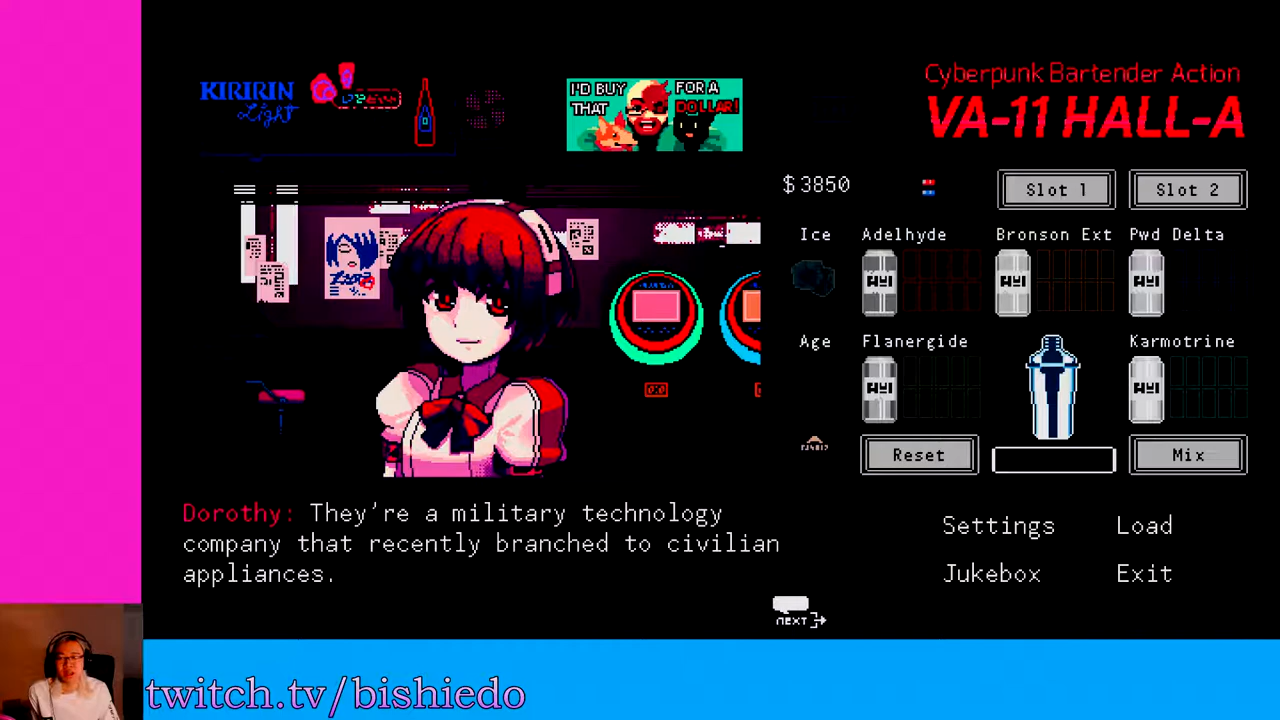 KIRIRIN
Light
I'D BUY
THAT
FOR A
DOLLAR!
Cyberpunk Bartender Action
VA-11 HALL-A
$3850
Slot 1
Slot 2
Ice
Adelhyde
Bronson Ext
Pwd Delta
Age
Flanergide
Karmotrine
Reset
Mix
Dorothy: They're a military technology
company that recently branched to civilian
appliances.
Settings
Load
Jukebox
Exit
NEXT
twitch.tv/bishiedo